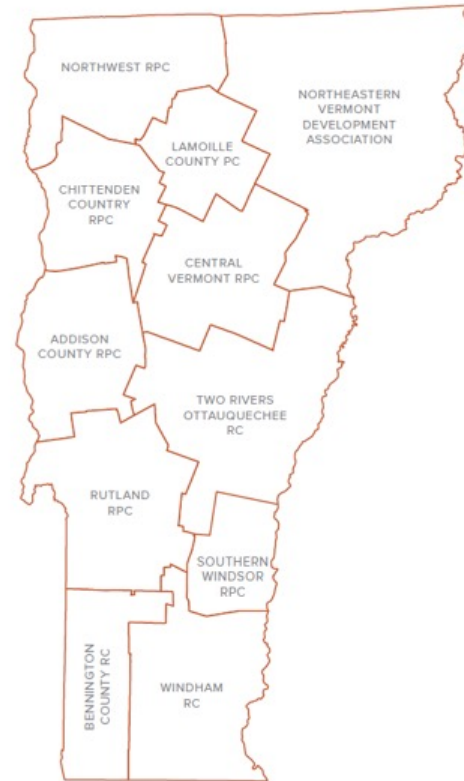 NORTHWEST RPC
NORTHEASTERN
VERMONT
DEVELOPMENT
ASSOCIATION
LAMOILLE
COUNTY PC
CHITTENDEN
COUNTRY
RPC
CENTRAL
VERMONT RPC
ADDISON
COUNTY RPC
TWO RIVERS
OTTAUQUECHEE
RC
RUTLAND
RPC
SOUTHERN
WINDSOR
RPC
BENNINGTON
COUNTY RC
WINDHAM
RC